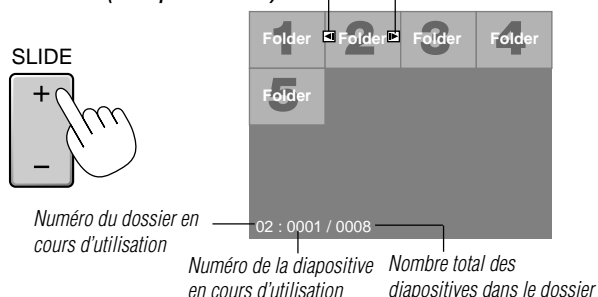 1 Folder 2 Folder 3 Folder 4 Folder
SLIDE
+
5 Folder
–
02 : 0001 / 0008
Numéro du dossier en
cours d'utilisation
Numéro de la diapositive
en cours d'utilisation
Nombre total des
diapositives dans le dossier